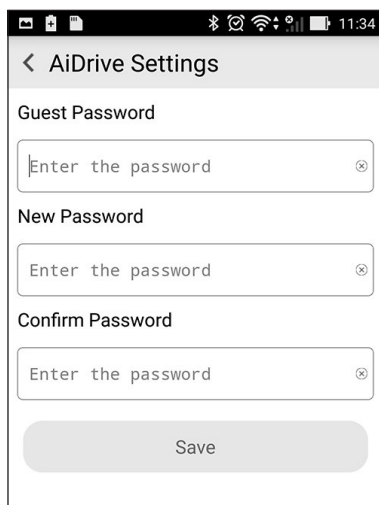 11:34
AiDrive Settings
Guest Password
Enter the password
New Password
Enter the password
Confirm Password
Enter the password
Save